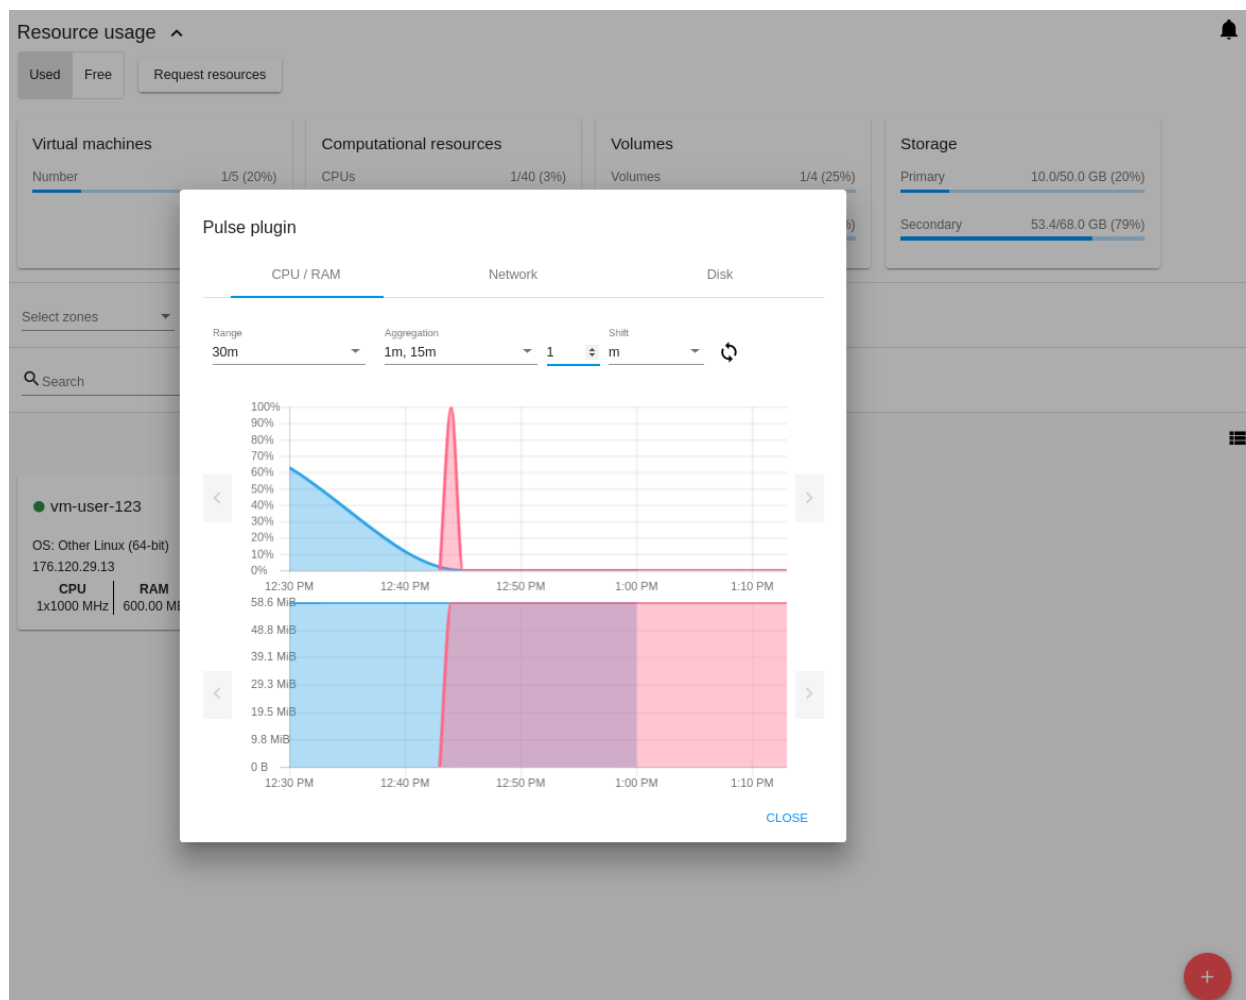 Resource usage
Used Free Request resources
Virtual machines Computational resources Volumes Storage
Number 1/5 (20%) CPUs 1/40 (3%) Volumes 1/4 (25%) Primary 10.0/50.0 GB (20%)
Secondary 53.4/68.0 GB (79%)
Pulse plugin
CPU / RAM Network Disk
Select zones
Range Aggregation Shift
30m 1m, 15m 1 m
Search
100%
90%
80%
70%
60%
50%
40%
30%
20%
10%
0%
12:30 PM 12:40 PM 12:50 PM 1:00 PM 1:10 PM
58.6 MiB
48.8 MiB
39.1 MiB
29.3 MiB
19.5 MiB
9.8 MiB
0 B
12:30 PM 12:40 PM 12:50 PM 1:00 PM 1:10 PM
CLOSE
vm-user-123
OS: Other Linux (64-bit)
176.120.29.13
CPU RAM
1x1000 MHz 600.00